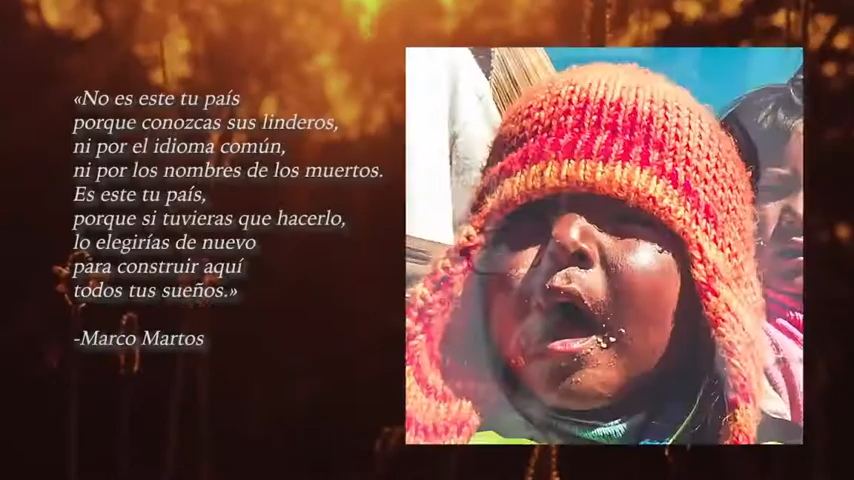 «No es este tu país
porque conozcas sus linderos,
ni por el idioma común,
ni por los nombres de los muertos.
Es este tu país,
porque si tuvieras que hacerlo,
lo elegirías de nuevo
para construir aquí
todos tus sueños.»
-Marco Martos